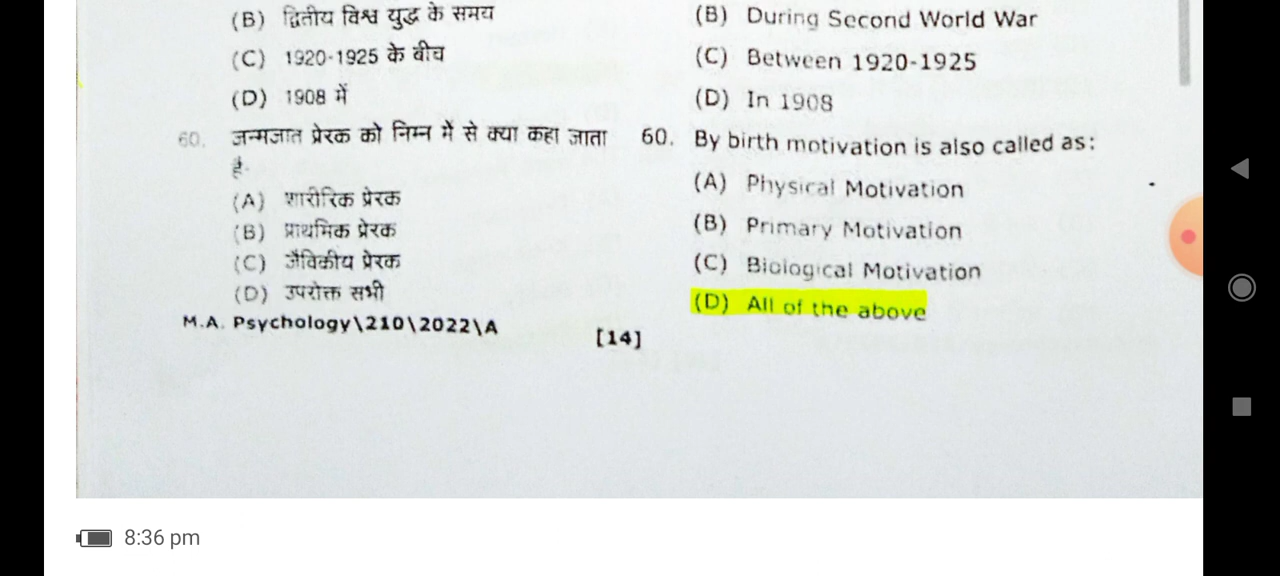 (B) द्वितीय विश्व युद्ध के समय
(C) 1920-1925 के बीच
(D) 1908 में
60. जन्मजात प्रेरक को निम्न में से क्या कहा जाता
है-
(A) शारीरिक प्रेरक
(B) प्राथमिक प्रेरक
(C) जैविकीय प्रेरक
(D) उपरोक्त सभी
M.A. Psychology\210\2022\A
(B) During Second World War
(C) Between 1920-1925
(D) In 1908
60. By birth motivation is also called as:
(A) Physical Motivation
(B) Primary Motivation
(C) Biological Motivation
(D) All of the above
[14]
8:36 pm